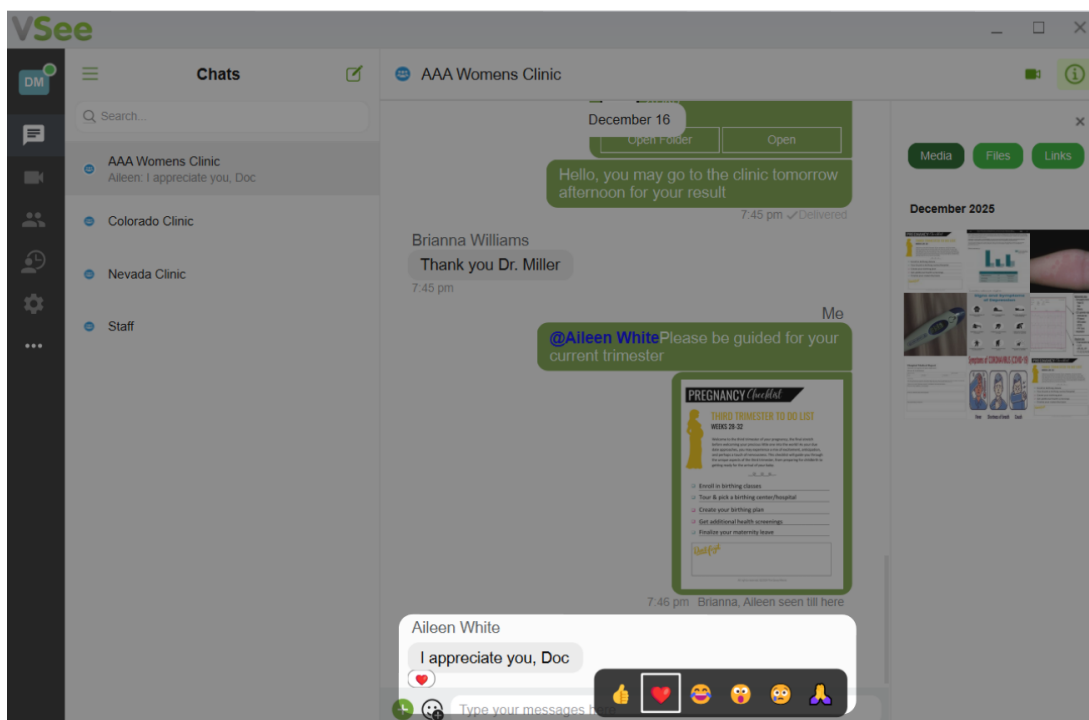 VSee
DM
Chats
AAA Womens Clinic
Search...
AAA Womens Clinic
Aileen: I appreciate you, Doc
Colorado Clinic
Nevada Clinic
Staff
December 16
Open Folder
Open
Hello, you may go to the clinic tomorrow
afternoon for your result
7:45 pm Delivered
Brianna Williams
Thank you Dr. Miller
7:45 pm
Me
@Aileen WhitePlease be guided for your
current trimester
PREGNANCY Checklist
THIRD TRIMESTER TO DO LIST
WEEKS 28-32
Enroll in birthing classes
Tour & pick a birthing center/hospital
Create your birthing plan
Get additional health screenings
Finalize your maternity leave
7:46 pm Brianna, Aileen seen till here
Aileen White
I appreciate you, Doc
Type your messages here
Media
Files
Links
December 2025
Symptoms of CORONAVIRUS COVID-19